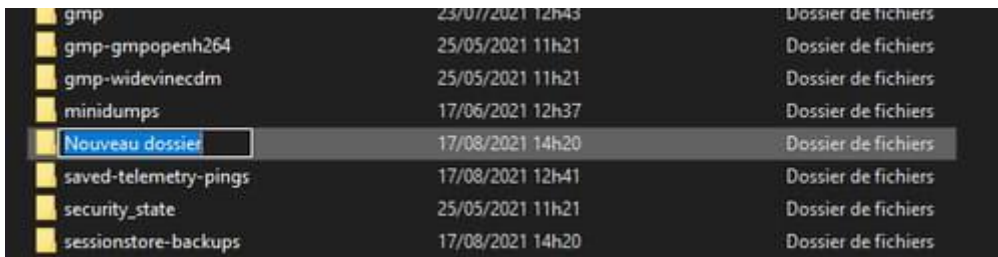 gmp 23/07/2021 12h43 Dossier de fichiers
gmp-gmpopenh264 25/05/2021 11h21 Dossier de fichiers
gmp-widevinecdm 25/05/2021 11h21 Dossier de fichiers
minidumps 17/06/2021 12h37 Dossier de fichiers
Nouveau dossier 17/08/2021 14h20 Dossier de fichiers
saved-telemetry-pings 17/08/2021 12h41 Dossier de fichiers
security_state 25/05/2021 11h21 Dossier de fichiers
sessionstore-backups 17/08/2021 14h20 Dossier de fichiers